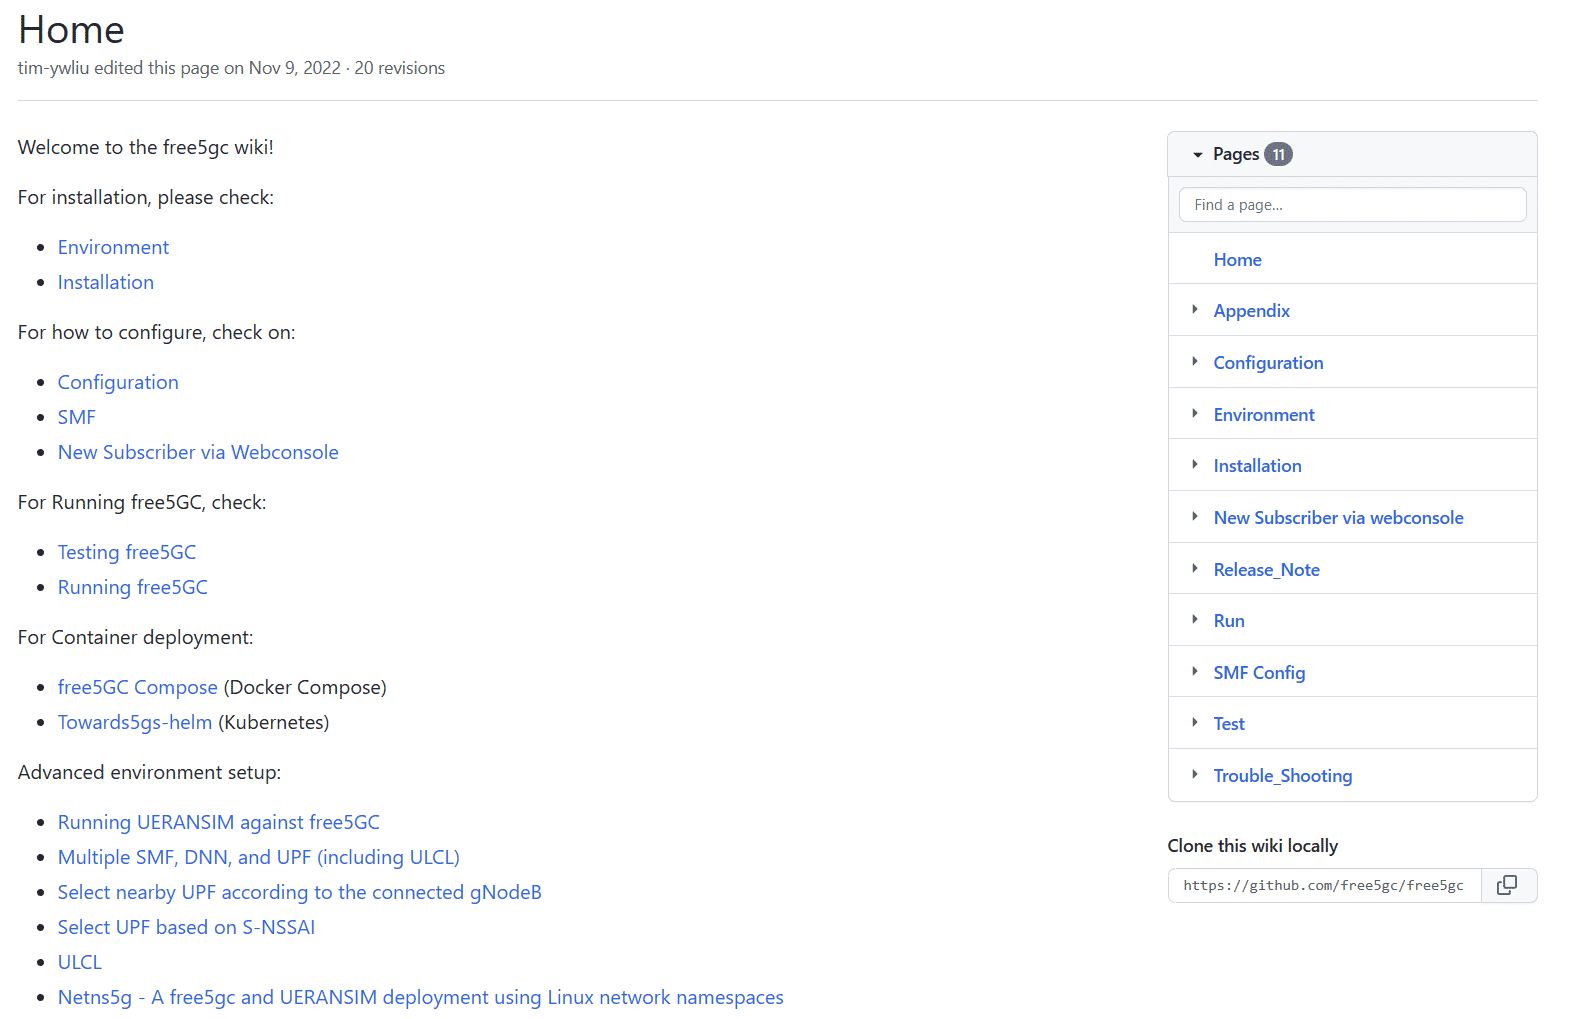 Home
tim-ywliu edited this page on Nov 9, 2022 · 20 revisions
Welcome to the free5gc wiki!
For installation, please check:
Environment
Installation
For how to configure, check on:
Configuration
SMF
New Subscriber via Webconsole
For Running free5GC, check:
Testing free5GC
Running free5GC
For Container deployment:
free5GC Compose (Docker Compose)
Towards5gs-helm (Kubernetes)
Advanced environment setup:
Running UERANSIM against free5GC
Multiple SMF, DNN, and UPF (including ULCL)
Select nearby UPF according to the connected gNodeB
Select UPF based on S-NSSAI
ULCL
Netns5g - A free5gc and UERANSIM deployment using Linux network namespaces
Pages 11
Find a page...
Home
Appendix
Configuration
Environment
Installation
New Subscriber via webconsole
Release_Note
Run
SMF Config
Test
Trouble_Shooting
Clone this wiki locally
https://github.com/free5gc/free5gc